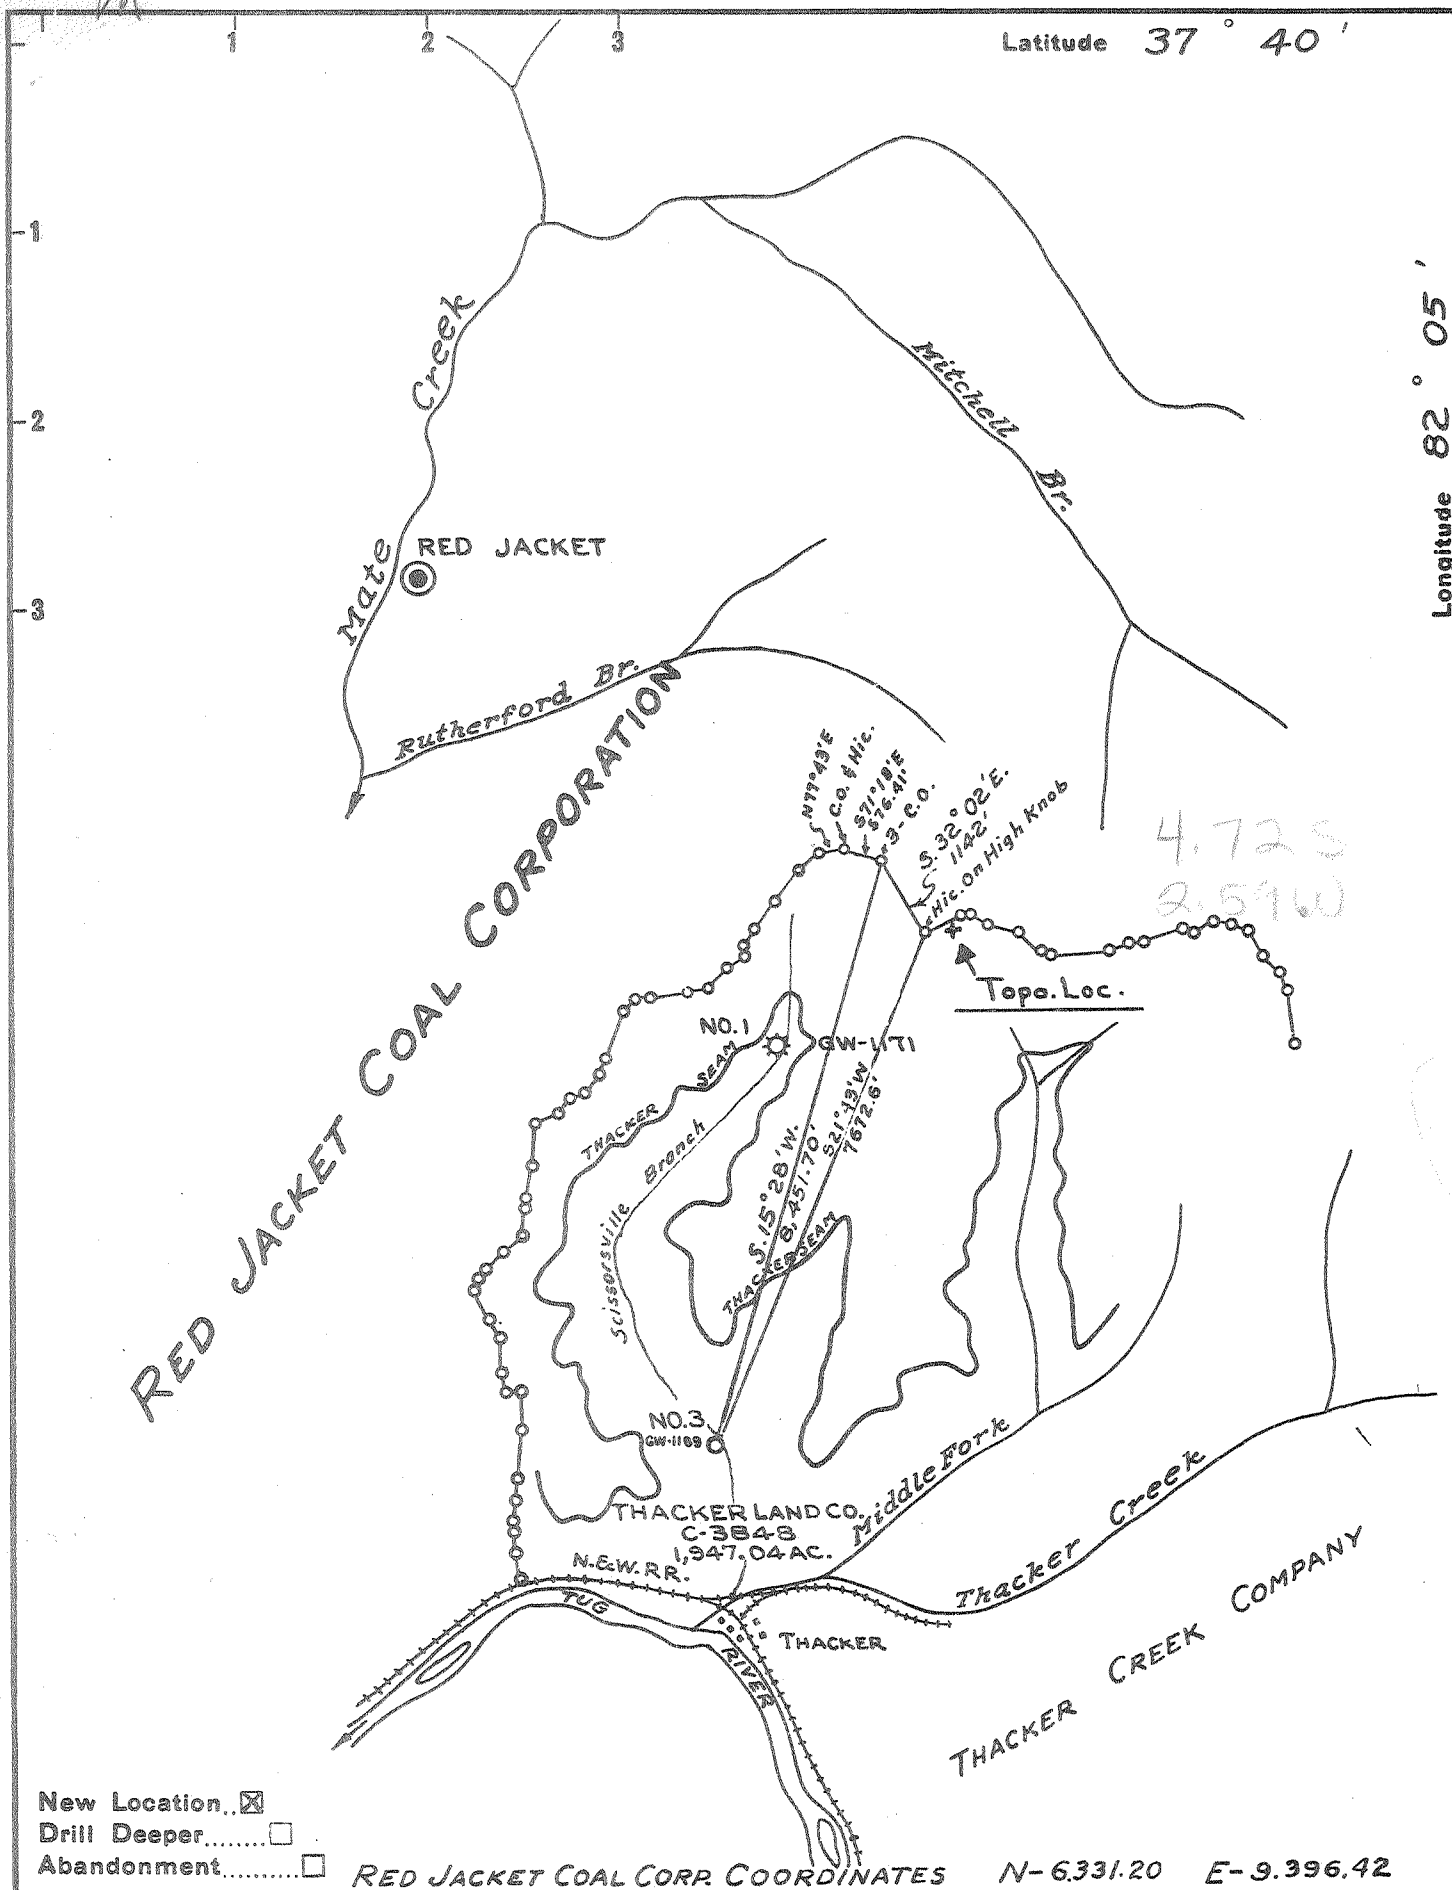 1 2 3
Latitude 37° 40'
-1
-2
-3
Longitude 82° 05'
Mate Creek
Mitchell Br.
RED JACKET
Rutherford Br.
RED JACKET COAL CORPORATION
N77°43'E
C.O. & Hic.
S71°18'E
576.41'
3-C.O.
S. 32° 02'E.
1142'
Hic. on High Knob
4.72 S
2.59 W
Topo. Loc.
NO. 1
GW-1171
THACKER SEAM
Scissorsville Branch
S. 15° 28' W.
8,451.70'
S21°43'W
7672.6'
THACKER SEAM
NO. 3
GW-1189
THACKER LAND CO.
C-3848
1,947.04 AC.
Middle Fork
N.&W. R.R.
Thacker Creek
TUG RIVER
THACKER
THACKER CREEK COMPANY
New Location..☒
Drill Deeper........☐
Abandonment..........☐
RED JACKET COAL CORP. COORDINATES N-6331.20 E-9.396.42